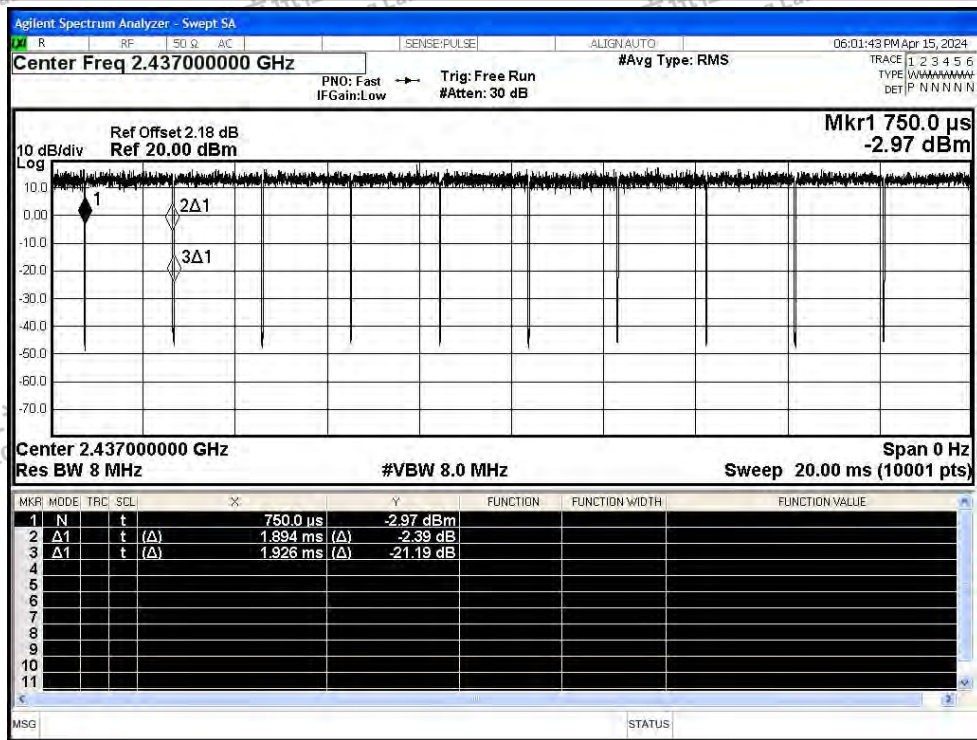 Agilent Spectrum Analyzer - Swept SA
R RF 50 Ω AC SENSE:PULSE ALIGNAUTO 06:01:43 PM Apr 15, 2024
Center Freq 2.437000000 GHz #Avg Type: RMS TRACE 1 2 3 4 5 6
PNO: Fast Trig: Free Run TYPE
IFGain:Low #Atten: 30 dB DET P N N N N N
Mkr1 750.0 µs
Ref Offset 2.18 dB
10 dB/div Ref 20.00 dBm -2.97 dBm
Log
10.0
1
2Δ1
0.00
-10.0
3Δ1
-20.0
-30.0
-40.0
-50.0
-60.0
-70.0
Center 2.437000000 GHz Span 0 Hz
Res BW 8 MHz #VBW 8.0 MHz Sweep 20.00 ms (10001 pts)
MKR MODE TRC SCL X Y FUNCTION FUNCTION WIDTH FUNCTION VALUE
1 N t 750.0 µs -2.97 dBm
2 Δ1 t (Δ) 1.894 ms (Δ) -2.39 dB
3 Δ1 t (Δ) 1.926 ms (Δ) -21.19 dB
4
5
6
7
8
9
10
11
MSG STATUS